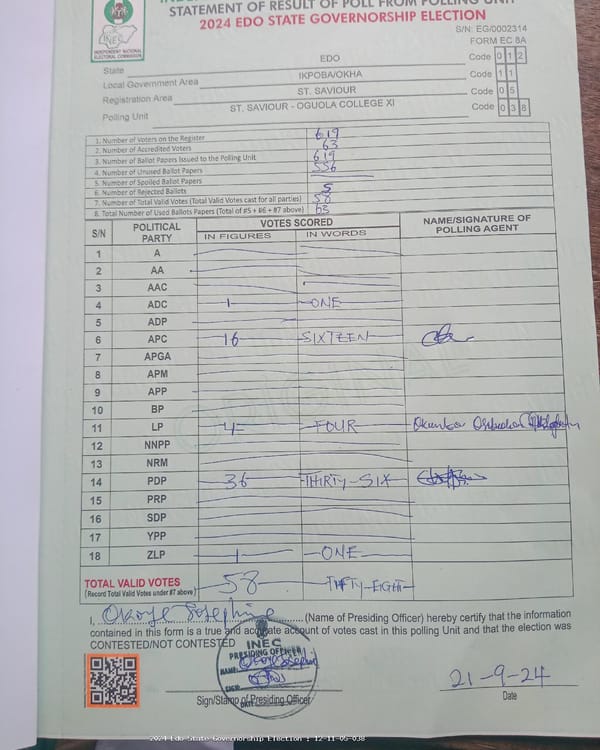 STATEMENT OF RESULT OF POLL FROM POLLING UNIT
2024 EDO STATE GOVERNORSHIP ELECTION
S/N: EG/0002314
FORM EC 8A
INEC
INDEPENDENT NATIONAL ELECTORAL COMMISSION
State EDO Code 0 1 2
Local Government Area IKPOBA/OKHA Code 1 1
Registration Area ST. SAVIOUR Code 0 5
Polling Unit ST. SAVIOUR - OGUOLA COLLEGE XI Code 0 3 8
1. Number of Voters on the Register 619
2. Number of Accredited Voters 63
3. Number of Ballot Papers Issued to the Polling Unit 619
4. Number of Unused Ballot Papers 556
5. Number of Spoiled Ballot Papers
6. Number of Rejected Ballots 5
7. Number of Total Valid Votes (Total Valid Votes cast for all parties) 58
8. Total Number of Used Ballots Papers (Total of #5 + #6 + #7 above) 63
S/N POLITICAL PARTY VOTES SCORED NAME/SIGNATURE OF POLLING AGENT
IN FIGURES IN WORDS
1 A
2 AA
3 AAC
4 ADC 1 ONE
5 ADP
6 APC 16 SIXTEEN
7 APGA
8 APM
9 APP
10 BP
11 LP 4 FOUR
12 NNPP
13 NRM
14 PDP 36 THIRTY-SIX
15 PRP
16 SDP
17 YPP
18 ZLP 1 ONE
TOTAL VALID VOTES 58 FIFTY-EIGHT
(Record Total Valid Votes under #7 above)
I, Okoye Josephine (Name of Presiding Officer) hereby certify that the information
contained in this form is a true and accurate account of votes cast in this polling Unit and that the election was
CONTESTED/NOT CONTESTED
INEC
PRESIDING OFFICER
NAME: Okoye Josephine
SIGN:
DATE
Sign/Stamp of Presiding Officer
21-9-24
Date
2024 Edo State Governorship Election : 12-11-05-038